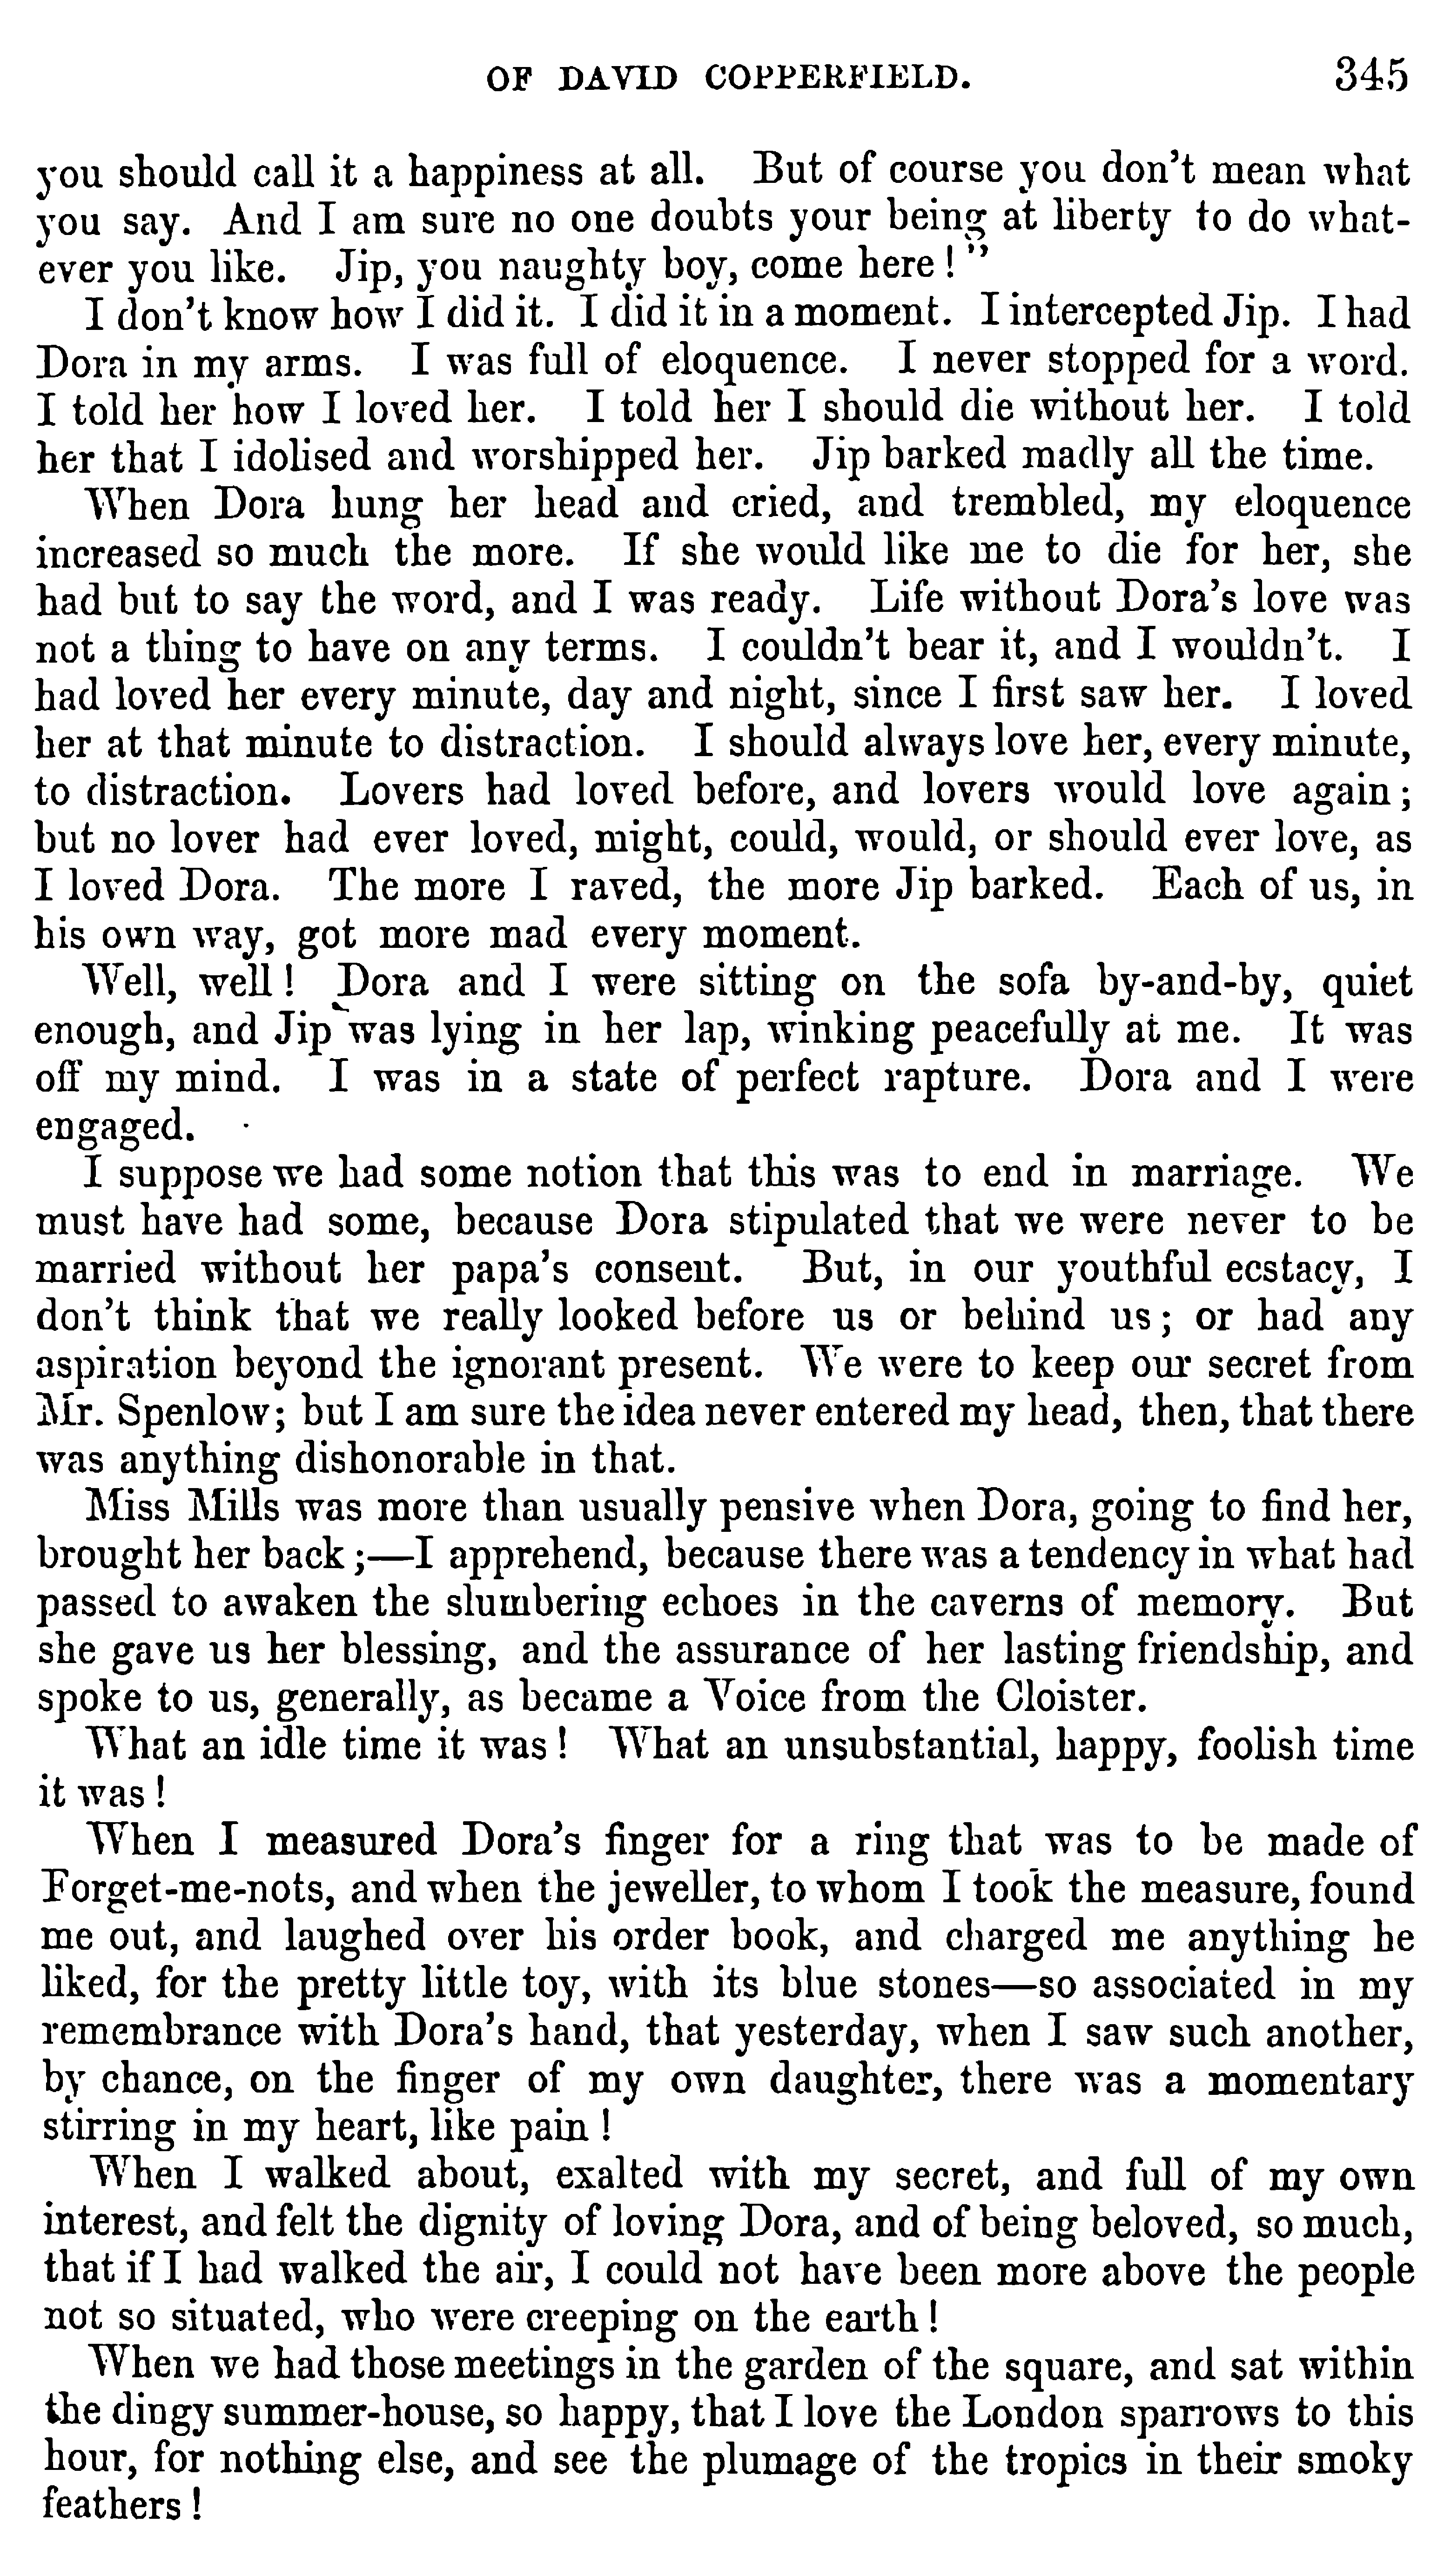 OF DAVID COPPERFIELD. 345
you should call it a happiness at all. But of course you don't mean what
you say. And I am sure no one doubts your being at liberty to do what-
ever you like. Jip, you naughty boy, come here ! "
I don't know how I did it. I did it in a moment. I intercepted Jip. I had
Dora in my arms. I was full of eloquence. I never stopped for a word.
I told her how I loved her. I told her I should die without her. I told
her that I idolised and worshipped her. Jip barked madly all the time.
When Dora hung her head and cried, and trembled, my eloquence
increased so much the more. If she would like me to die for her, she
had but to say the word, and I was ready. Life without Dora's love was
not a thing to have on any terms. I couldn't bear it, and I wouldn't. I
had loved her every minute, day and night, since I first saw her. I loved
her at that minute to distraction. I should always love her, every minute,
to distraction. Lovers had loved before, and lovers would love again ;
but no lover had ever loved, might, could, would, or should ever love, as
I loved Dora. The more I raved, the more Jip barked. Each of us, in
his own way, got more mad every moment.
Well, well ! Dora and I were sitting on the sofa by-and-by, quiet
enough, and Jip was lying in her lap, winking peacefully at me. It was
off my mind. I was in a state of perfect rapture. Dora and I were
engaged.
I suppose we had some notion that this was to end in marriage. We
must have had some, because Dora stipulated that we were never to be
married without her papa's consent. But, in our youthful ecstacy, I
don't think that we really looked before us or behind us ; or had any
aspiration beyond the ignorant present. We were to keep our secret from
Mr. Spenlow ; but I am sure the idea never entered my head, then, that there
was anything dishonorable in that.
Miss Mills was more than usually pensive when Dora, going to find her,
brought her back ;—I apprehend, because there was a tendency in what had
passed to awaken the slumbering echoes in the caverns of memory. But
she gave us her blessing, and the assurance of her lasting friendship, and
spoke to us, generally, as became a Voice from the Cloister.
What an idle time it was ! What an unsubstantial, happy, foolish time
it was !
When I measured Dora's finger for a ring that was to be made of
Forget-me-nots, and when the jeweller, to whom I took the measure, found
me out, and laughed over his order book, and charged me anything he
liked, for the pretty little toy, with its blue stones—so associated in my
remembrance with Dora's hand, that yesterday, when I saw such another,
by chance, on the finger of my own daughter, there was a momentary
stirring in my heart, like pain !
When I walked about, exalted with my secret, and full of my own
interest, and felt the dignity of loving Dora, and of being beloved, so much,
that if I had walked the air, I could not have been more above the people
not so situated, who were creeping on the earth !
When we had those meetings in the garden of the square, and sat within
the dingy summer-house, so happy, that I love the London sparrows to this
hour, for nothing else, and see the plumage of the tropics in their smoky
feathers !